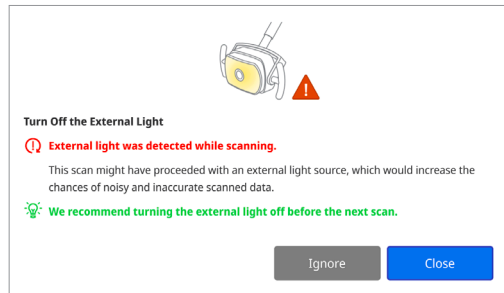 Turn Off the External Light
External light was detected while scanning.
This scan might have proceeded with an external light source, which would increase the
chances of noisy and inaccurate scanned data.
We recommend turning the external light off before the next scan.
Ignore
Close